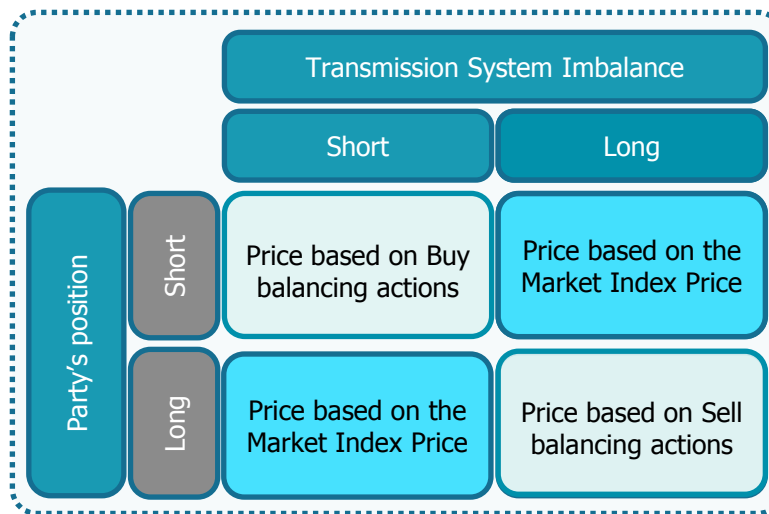 Transmission System Imbalance
Short
Long
Party's position
Short
Price based on Buy
balancing actions
Price based on the
Market Index Price
Long
Price based on the
Market Index Price
Price based on Sell
balancing actions